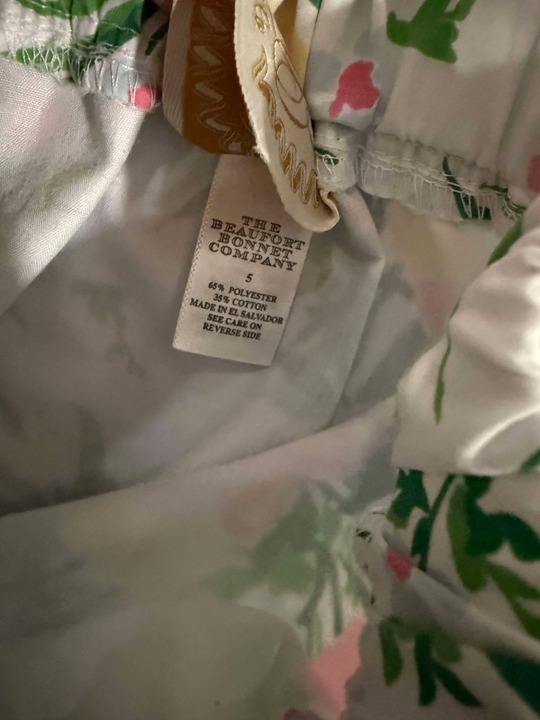 THE
BEAUFORT
BONNET
COMPANY
5
65% POLYESTER
35% COTTON
MADE IN EL SALVADOR
SEE CARE ON
REVERSE SIDE